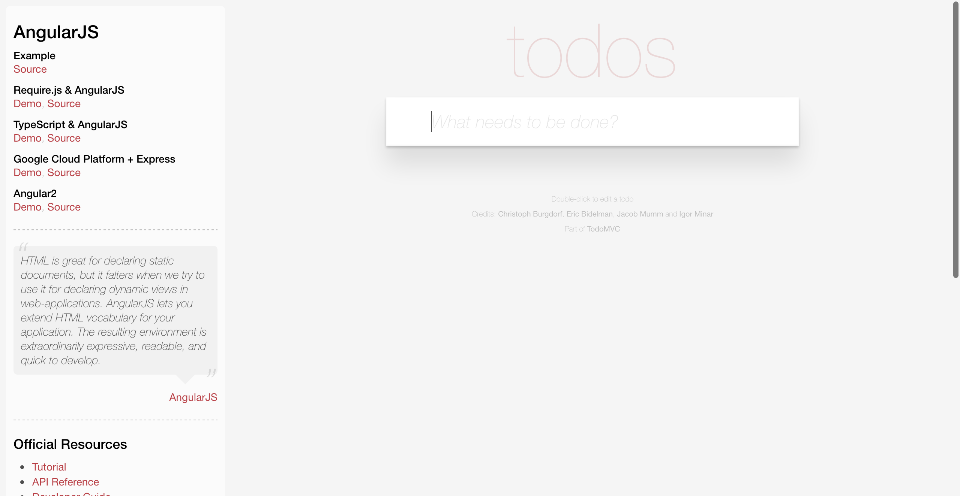 AngularJS
Example
Source
Require.js & AngularJS
Demo, Source
TypeScript & AngularJS
Demo, Source
Google Cloud Platform + Express
Demo, Source
Angular2
Demo, Source
“
HTML is great for declaring static
documents, but it falters when we try to
use it for declaring dynamic views in
web-applications. AngularJS lets you
extend HTML vocabulary for your
application. The resulting environment is
extraordinarily expressive, readable, and
quick to develop.
”
AngularJS
Official Resources
• Tutorial
• API Reference
• Developer Guide
todos
What needs to be done?
Double-click to edit a todo
Credits: Christoph Burgdorf, Eric Bidelman, Jacob Mumm and Igor Minar
Part of TodoMVC